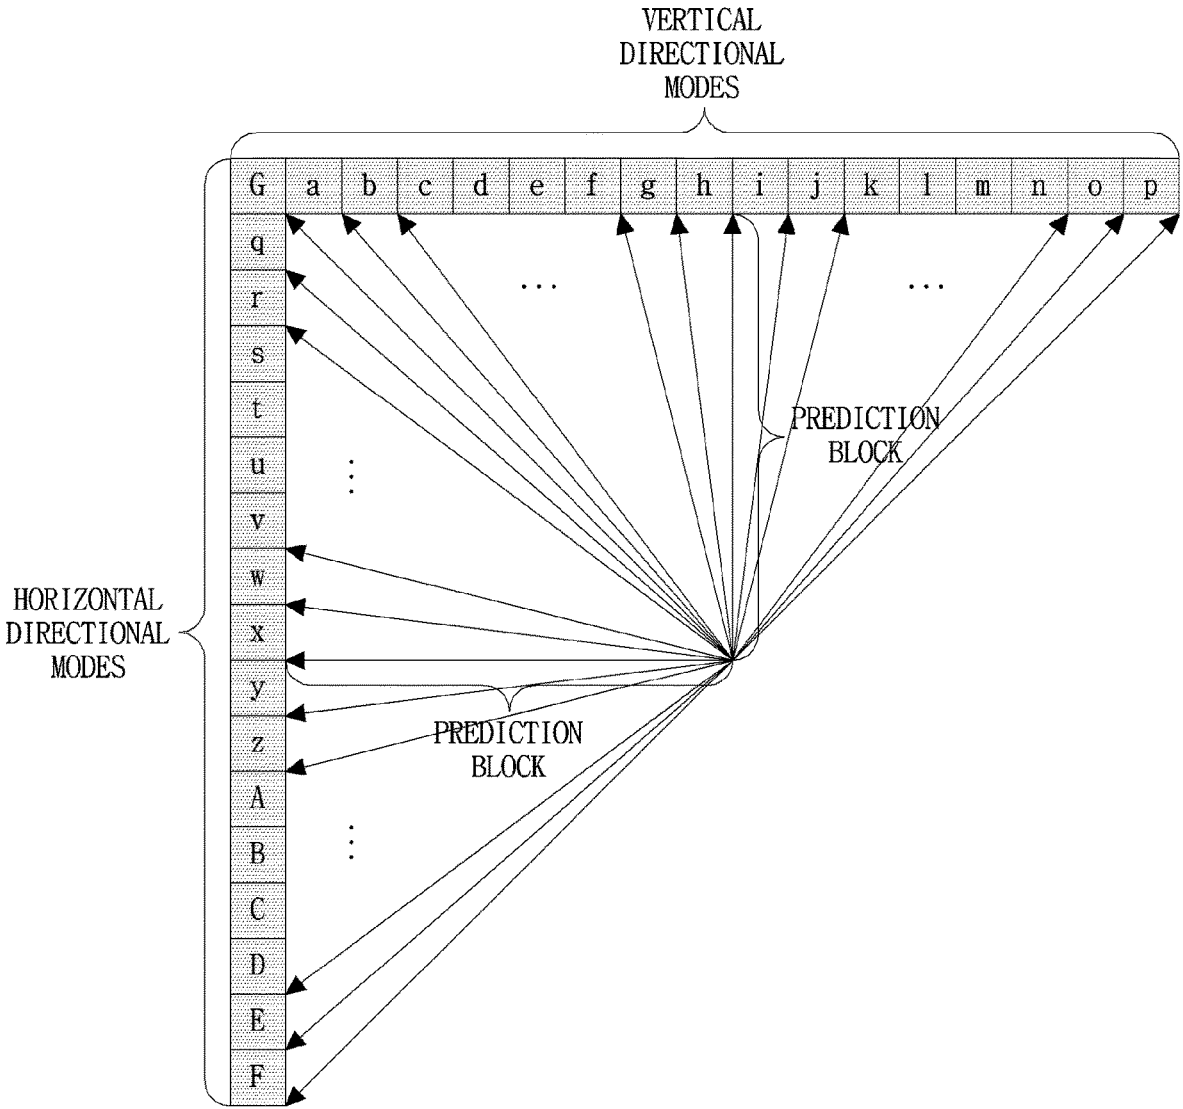 VERTICAL
DIRECTIONAL
MODES
G a b c d e f g h i j k l m n o p
q
r
...
...
s
t
PREDICTION
BLOCK
u
v
w
HORIZONTAL
DIRECTIONAL
MODES
x
y
PREDICTION
BLOCK
z
A
B
C
D
E
F